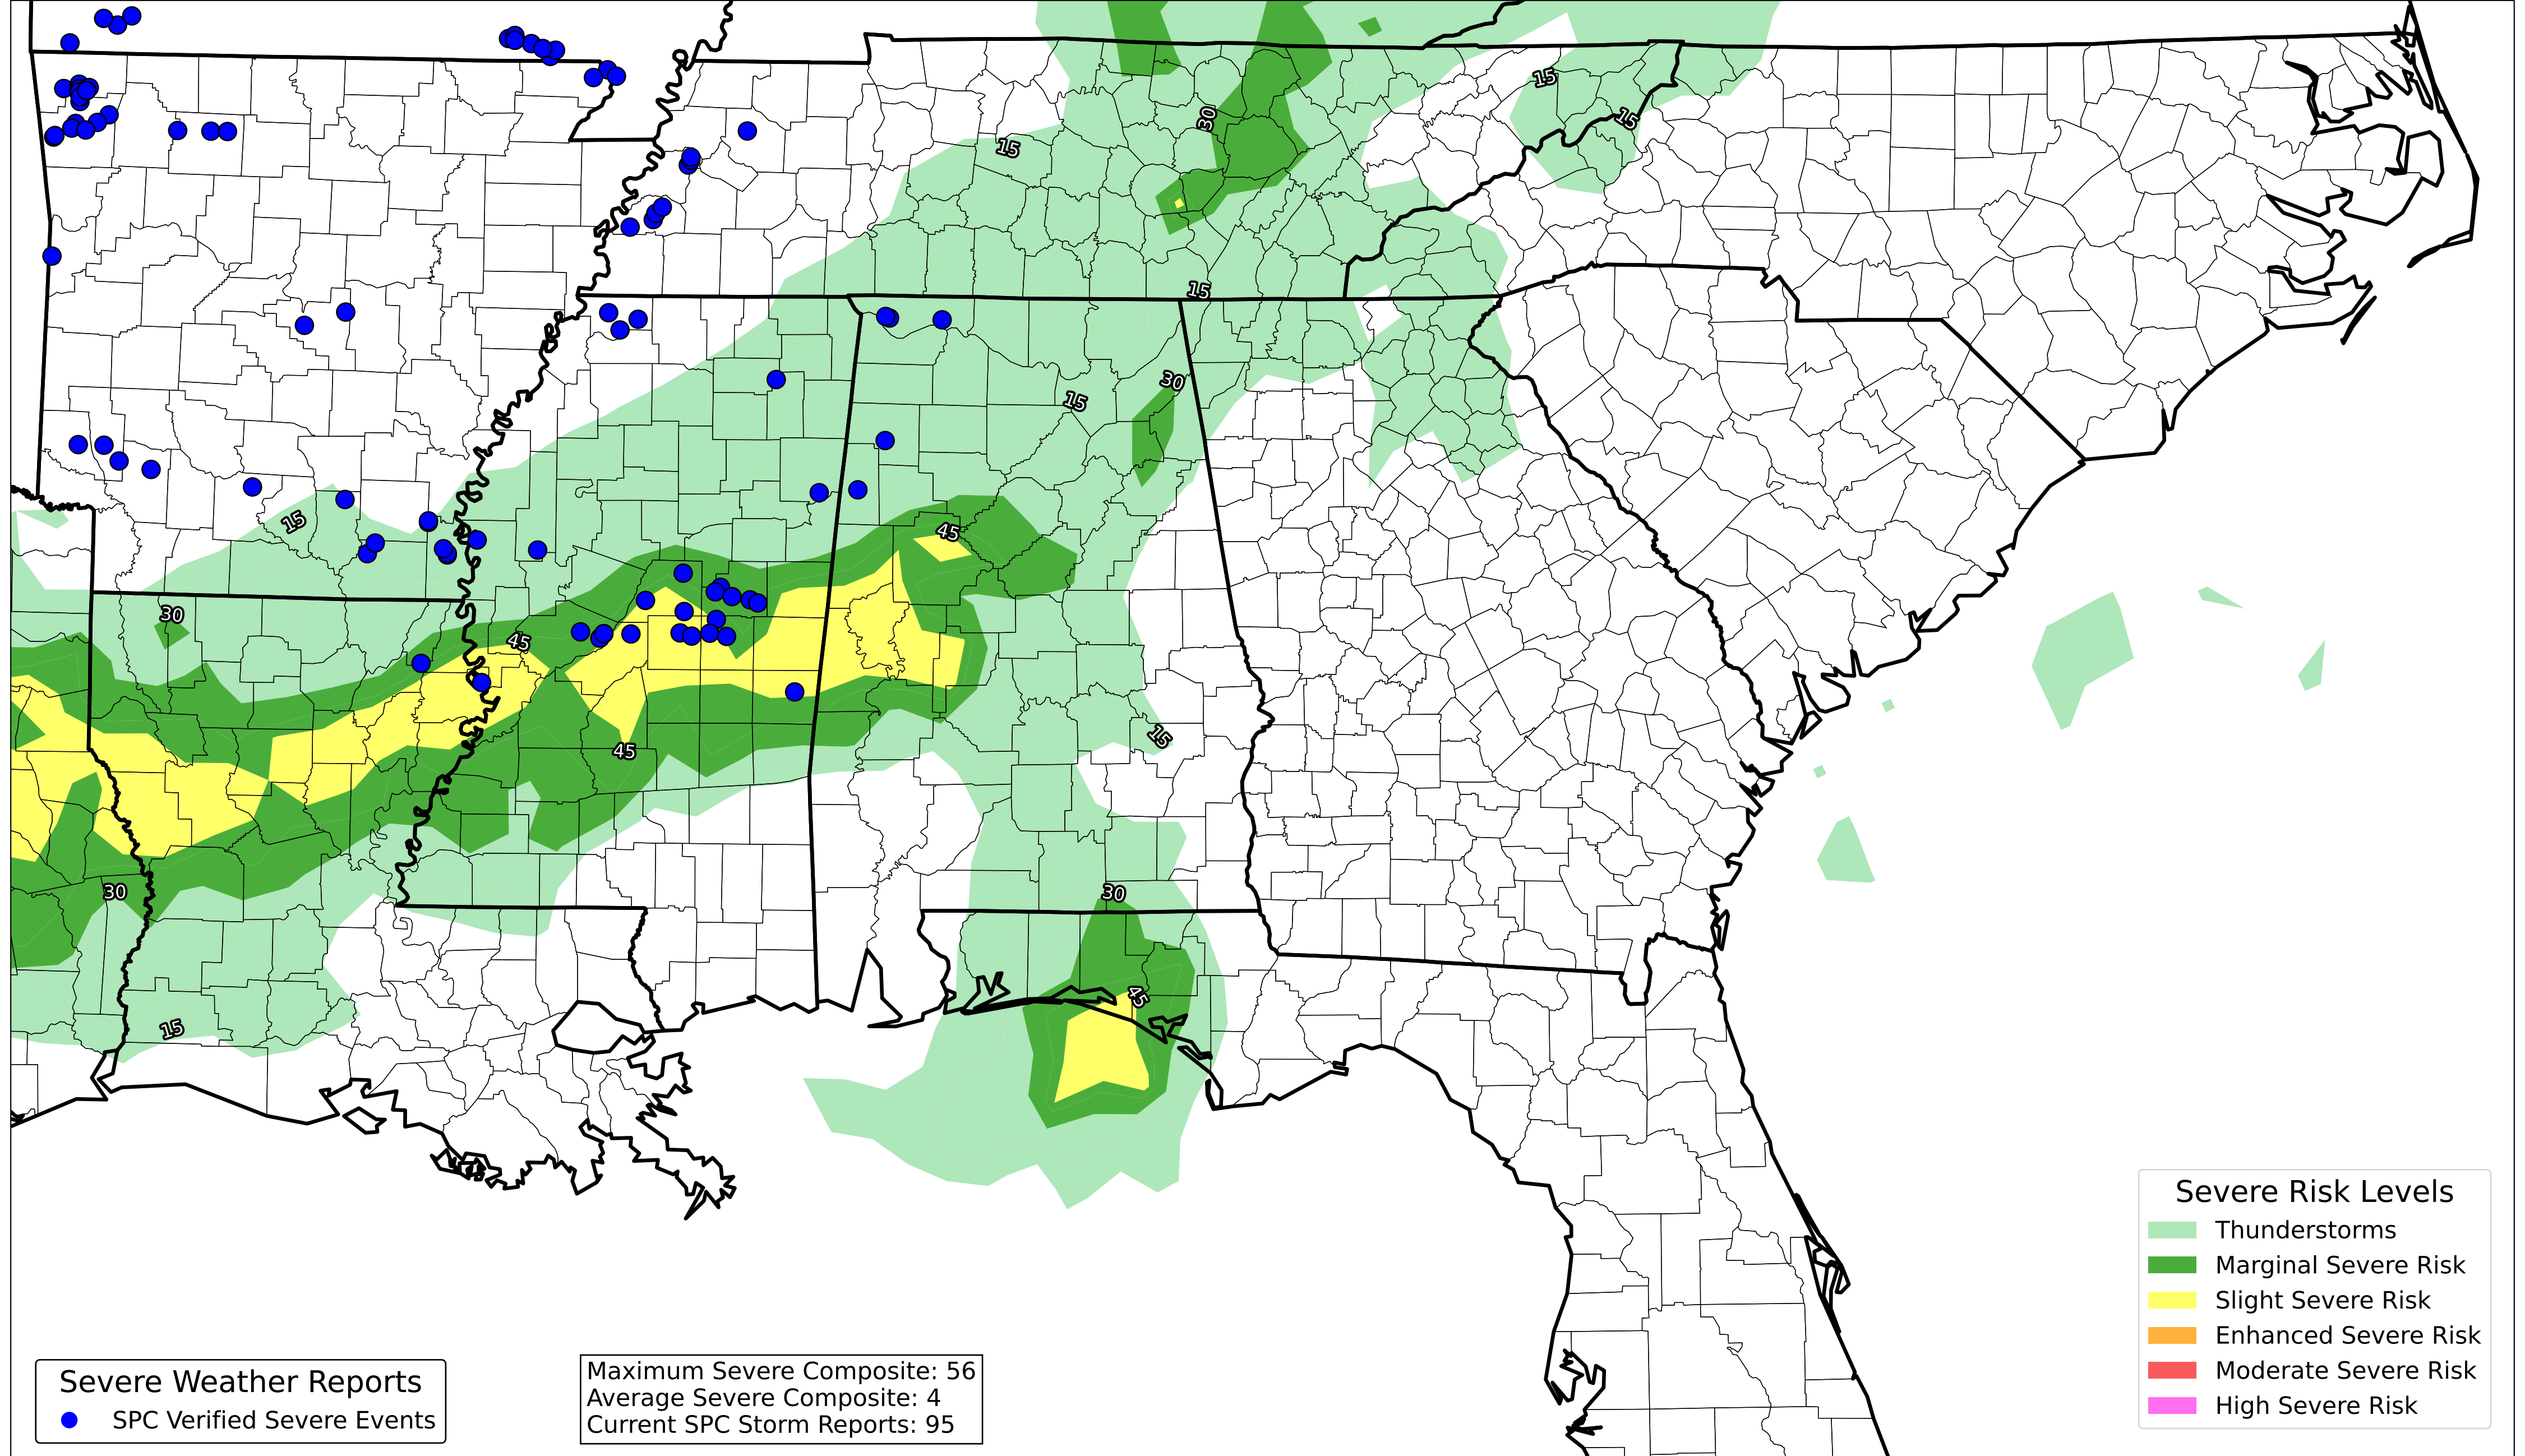 15
30
15
15
15
30
15
45
15
30
45
45
15
30
30
45
15
Severe Risk Levels
Thunderstorms
Marginal Severe Risk
Slight Severe Risk
Enhanced Severe Risk
Moderate Severe Risk
High Severe Risk
Severe Weather Reports
SPC Verified Severe Events
Maximum Severe Composite: 56
Average Severe Composite: 4
Current SPC Storm Reports: 95